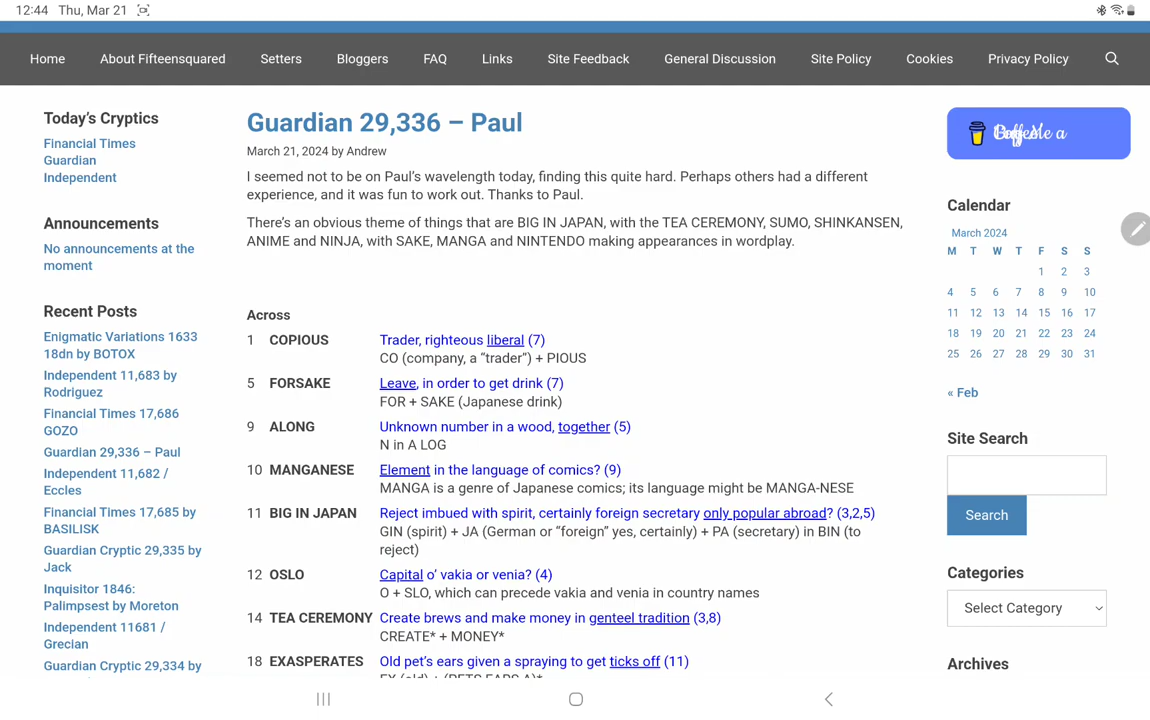 12:44 Thu, Mar 21
Home About Fifteensquared Setters Bloggers FAQ Links Site Feedback General Discussion Site Policy Cookies Privacy Policy
Today's Cryptics
Financial Times
Guardian
Independent
Announcements
No announcements at the
moment
Recent Posts
Enigmatic Variations 1633
18dn by BOTOX
Independent 11,683 by
Rodriguez
Financial Times 17,686
GOZO
Guardian 29,336 – Paul
Independent 11,682 /
Eccles
Financial Times 17,685 by
BASILISK
Guardian Cryptic 29,335 by
Jack
Inquisitor 1846:
Palimpsest by Moreton
Independent 11681 /
Grecian
Guardian Cryptic 29,334 by
Guardian 29,336 – Paul
March 21, 2024 by Andrew
I seemed not to be on Paul's wavelength today, finding this quite hard. Perhaps others had a different
experience, and it was fun to work out. Thanks to Paul.
There's an obvious theme of things that are BIG IN JAPAN, with the TEA CEREMONY, SUMO, SHINKANSEN,
ANIME and NINJA, with SAKE, MANGA and NINTENDO making appearances in wordplay.
Across
1 COPIOUS Trader, righteous liberal (7)
CO (company, a “trader”) + PIOUS
5 FORSAKE Leave, in order to get drink (7)
FOR + SAKE (Japanese drink)
9 ALONG Unknown number in a wood, together (5)
N in A LOG
10 MANGANESE Element in the language of comics? (9)
MANGA is a genre of Japanese comics; its language might be MANGA-NESE
11 BIG IN JAPAN Reject imbued with spirit, certainly foreign secretary only popular abroad? (3,2,5)
GIN (spirit) + JA (German or “foreign” yes, certainly) + PA (secretary) in BIN (to
reject)
12 OSLO Capital o' vakia or venia? (4)
O + SLO, which can precede vakia and venia in country names
14 TEA CEREMONY Create brews and make money in genteel tradition (3,8)
CREATE* + MONEY*
18 EXASPERATES Old pet's ears given a spraying to get ticks off (11)
EX (old) + (PETS EARS A)*
Calendar
March 2024
M T W T F S S
1 2 3
4 5 6 7 8 9 10
11 12 13 14 15 16 17
18 19 20 21 22 23 24
25 26 27 28 29 30 31
« Feb
Site Search
Search
Categories
Select Category
Archives